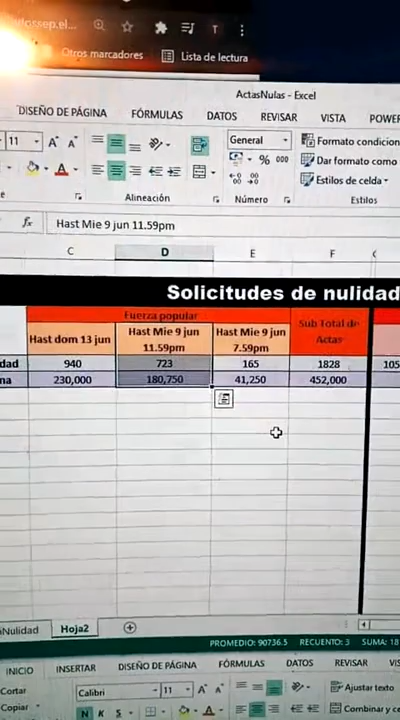 dossep.el...
Otros marcadores
Lista de lectura
ActasNulas - Excel
DISEÑO DE PÁGINA FÓRMULAS DATOS REVISAR VISTA POWER
11 A A General Formato condicion
% 000 Dar formato como
Estilos de celda
Alineación Número Estilos
fx Hast Mie 9 jun 11.59pm
C D E F
Solicitudes de nulidad
Fuerza popular
Hast dom 13 jun Hast Mie 9 jun 11.59pm Hast Mie 9 jun 7.59pm Sub Total de Actas
dad 940 723 165 1828 105
na 230,000 180,750 41,250 452,000
Nulidad Hoja2
PROMEDIO: 90736.5 RECUENTO: 3 SUMA: 18
INICIO INSERTAR DISEÑO DE PÁGINA FÓRMULAS DATOS REVISAR VIS
Cortar Calibri 11 A A Ajustar texto
Copiar N K S A Combinar y ce